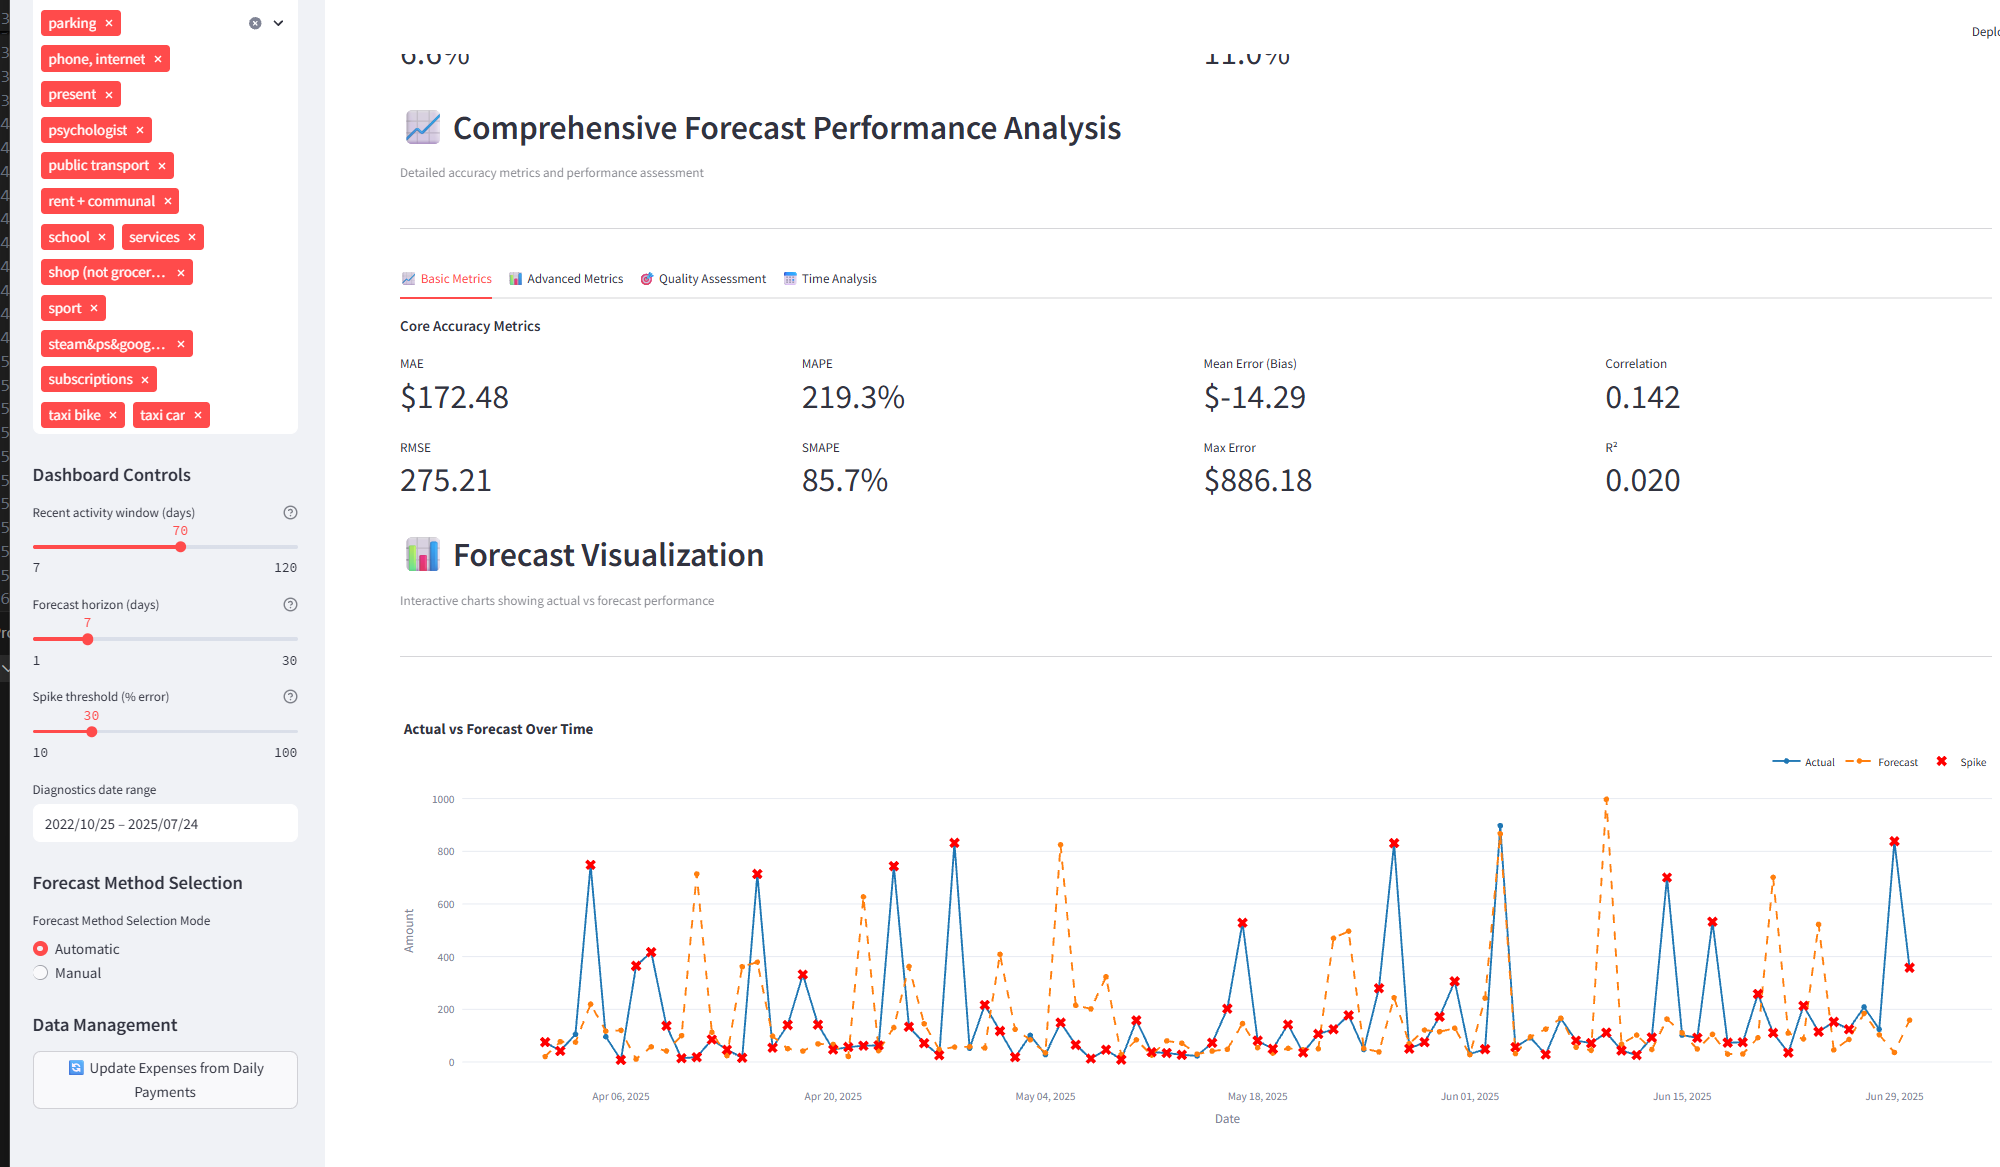 parking ×
phone, internet ×
present ×
psychologist ×
public transport ×
rent + communal ×
school × services ×
shop (not grocer... ×
sport ×
steam&ps&goog... ×
subscriptions ×
taxi bike × taxi car ×
Dashboard Controls
Recent activity window (days)
70
7 120
Forecast horizon (days)
7
1 30
Spike threshold (% error)
30
10 100
Diagnostics date range
2022/10/25 – 2025/07/24
Forecast Method Selection
Forecast Method Selection Mode
Automatic
Manual
Data Management
Update Expenses from Daily
Payments
11.0%
Comprehensive Forecast Performance Analysis
Detailed accuracy metrics and performance assessment
Basic Metrics Advanced Metrics Quality Assessment Time Analysis
Core Accuracy Metrics
MAE MAPE Mean Error (Bias) Correlation
$172.48 219.3% $-14.29 0.142
RMSE SMAPE Max Error R²
275.21 85.7% $886.18 0.020
Forecast Visualization
Interactive charts showing actual vs forecast performance
Actual vs Forecast Over Time
Actual Forecast Spike
1000
800
600
400
200
0
Amount
Apr 06, 2025 Apr 20, 2025 May 04, 2025 May 18, 2025 Jun 01, 2025 Jun 15, 2025 Jun 29, 2025
Date